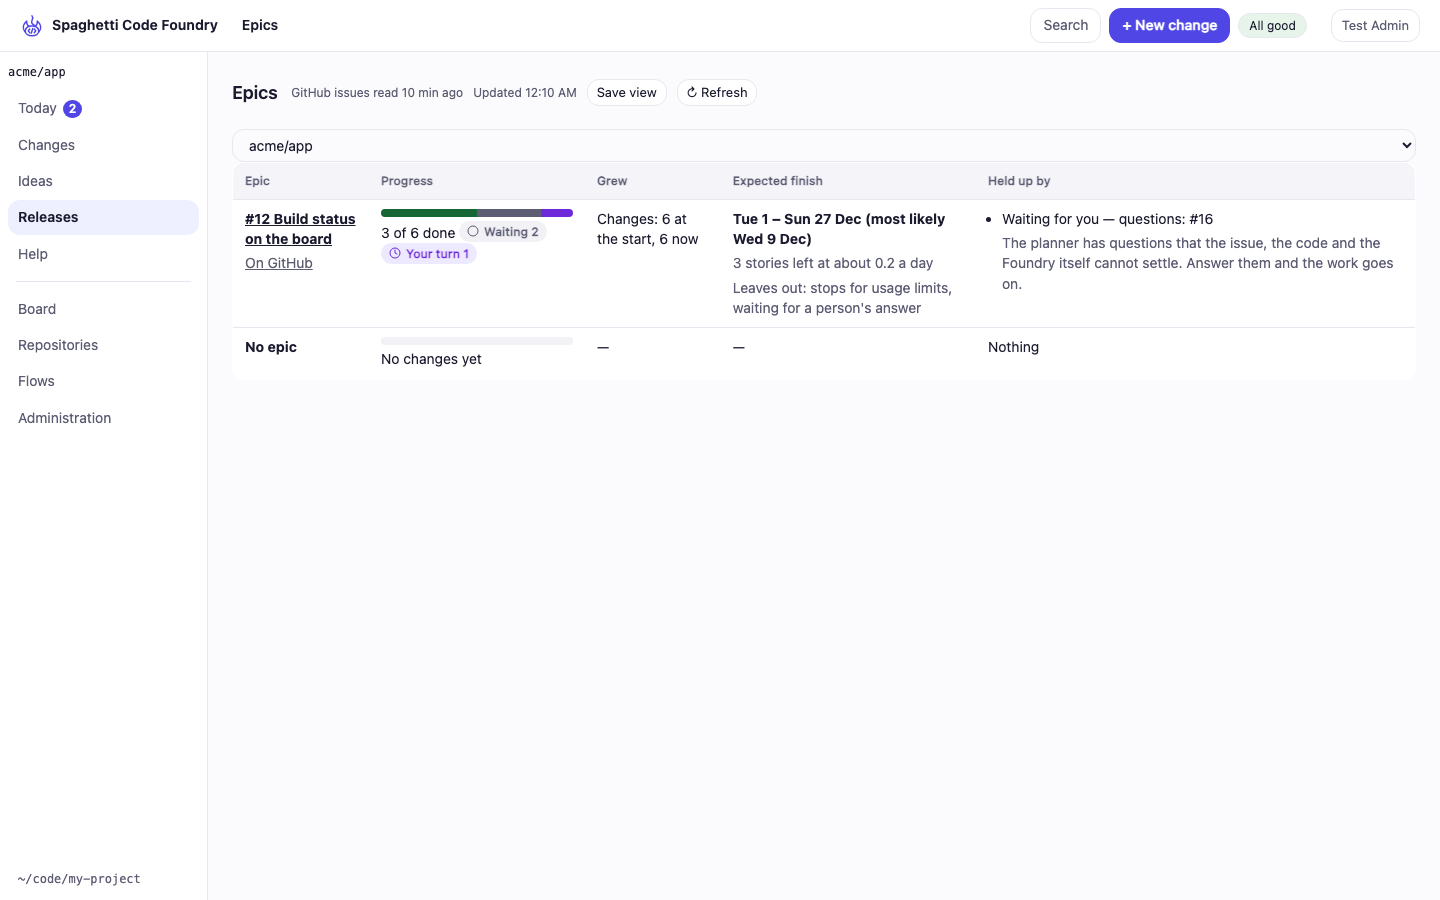 Spaghetti Code Foundry
Epics
Search
+ New change
All good
Test Admin
acme/app
Today 2
Changes
Ideas
Releases
Help
Board
Repositories
Flows
Administration
~/code/my-project
Epics
GitHub issues read 10 min ago
Updated 12:10 AM
Save view
Refresh
acme/app
Epic
Progress
Grew
Expected finish
Held up by
#12 Build status
on the board
On GitHub
3 of 6 done
Waiting 2
Your turn 1
Changes: 6 at
the start, 6 now
Tue 1 – Sun 27 Dec (most likely
Wed 9 Dec)
3 stories left at about 0.2 a day
Leaves out: stops for usage limits,
waiting for a person's answer
• Waiting for you — questions: #16
The planner has questions that the issue, the code and the
Foundry itself cannot settle. Answer them and the work goes
on.
No epic
No changes yet
—
—
Nothing